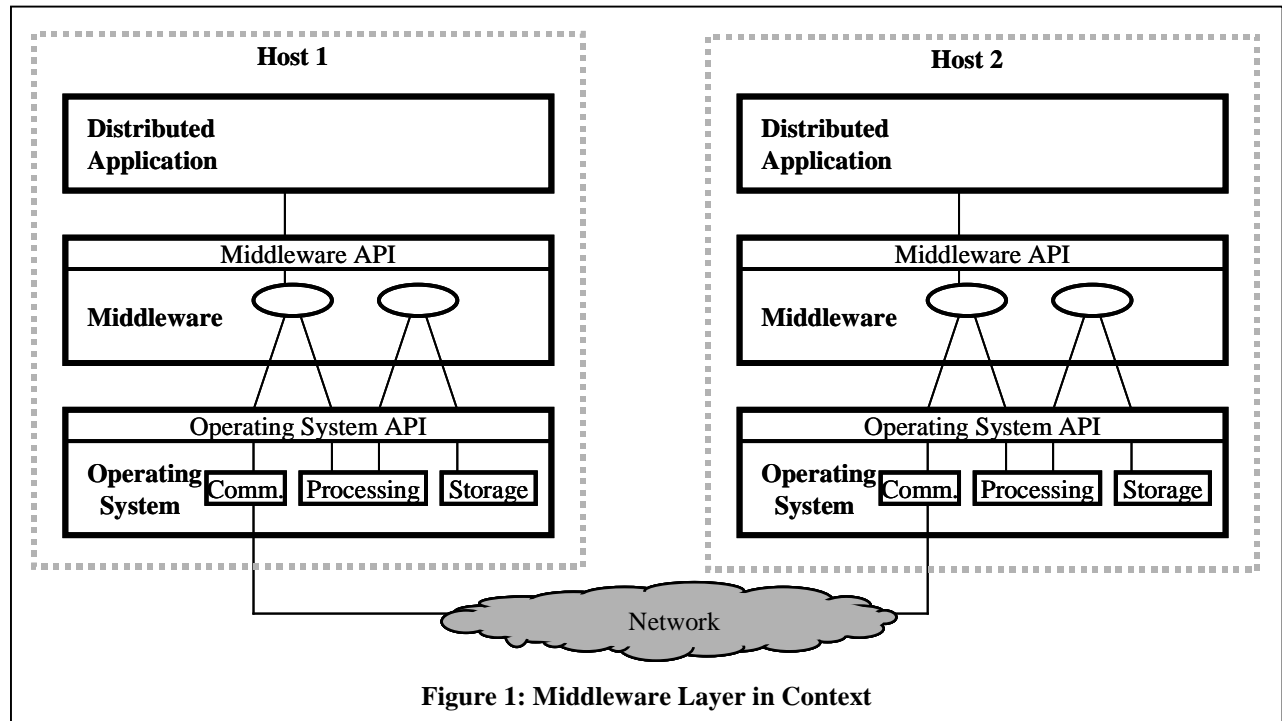 Host 1
Distributed
Application
Middleware API
Middleware
Operating System API
Operating
System
Comm.
Processing
Storage
Host 2
Distributed
Application
Middleware API
Middleware
Operating System API
Operating
System
Comm.
Processing
Storage
Network
Figure 1: Middleware Layer in Context